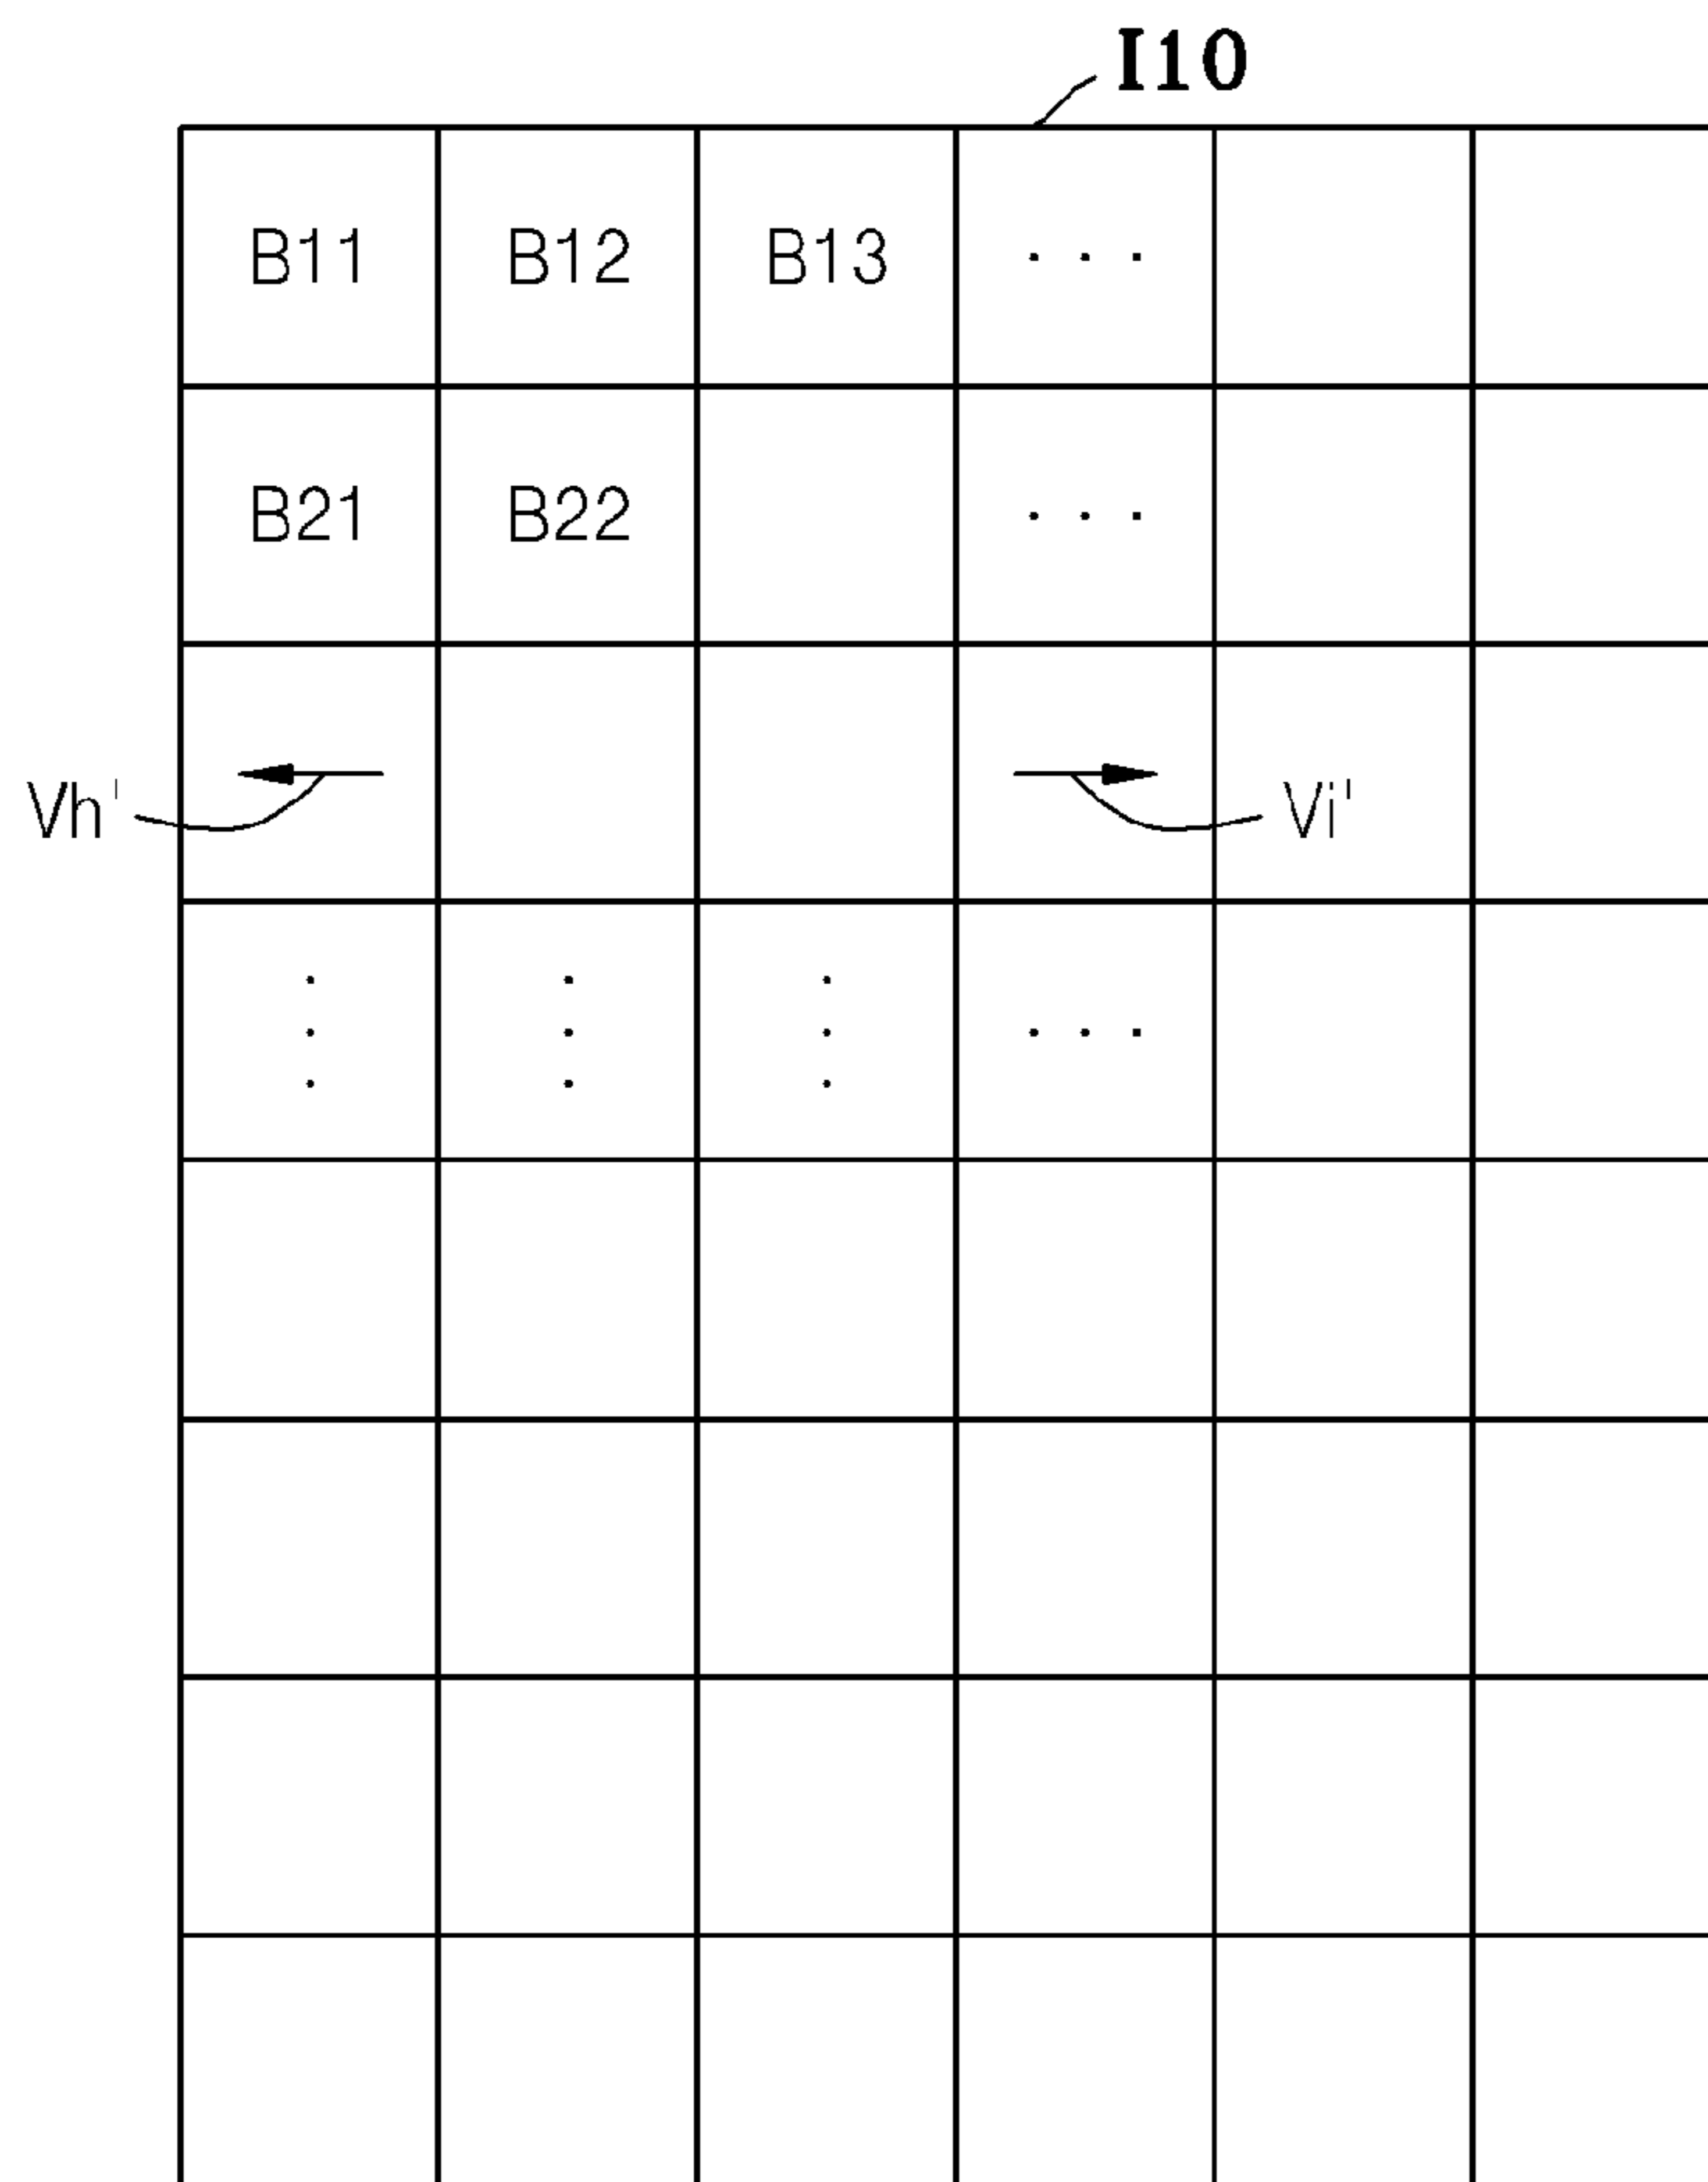 I10
B11 B12 B13 . . .
B21 B22 . . .
Vh' Vi'
. . . . . .